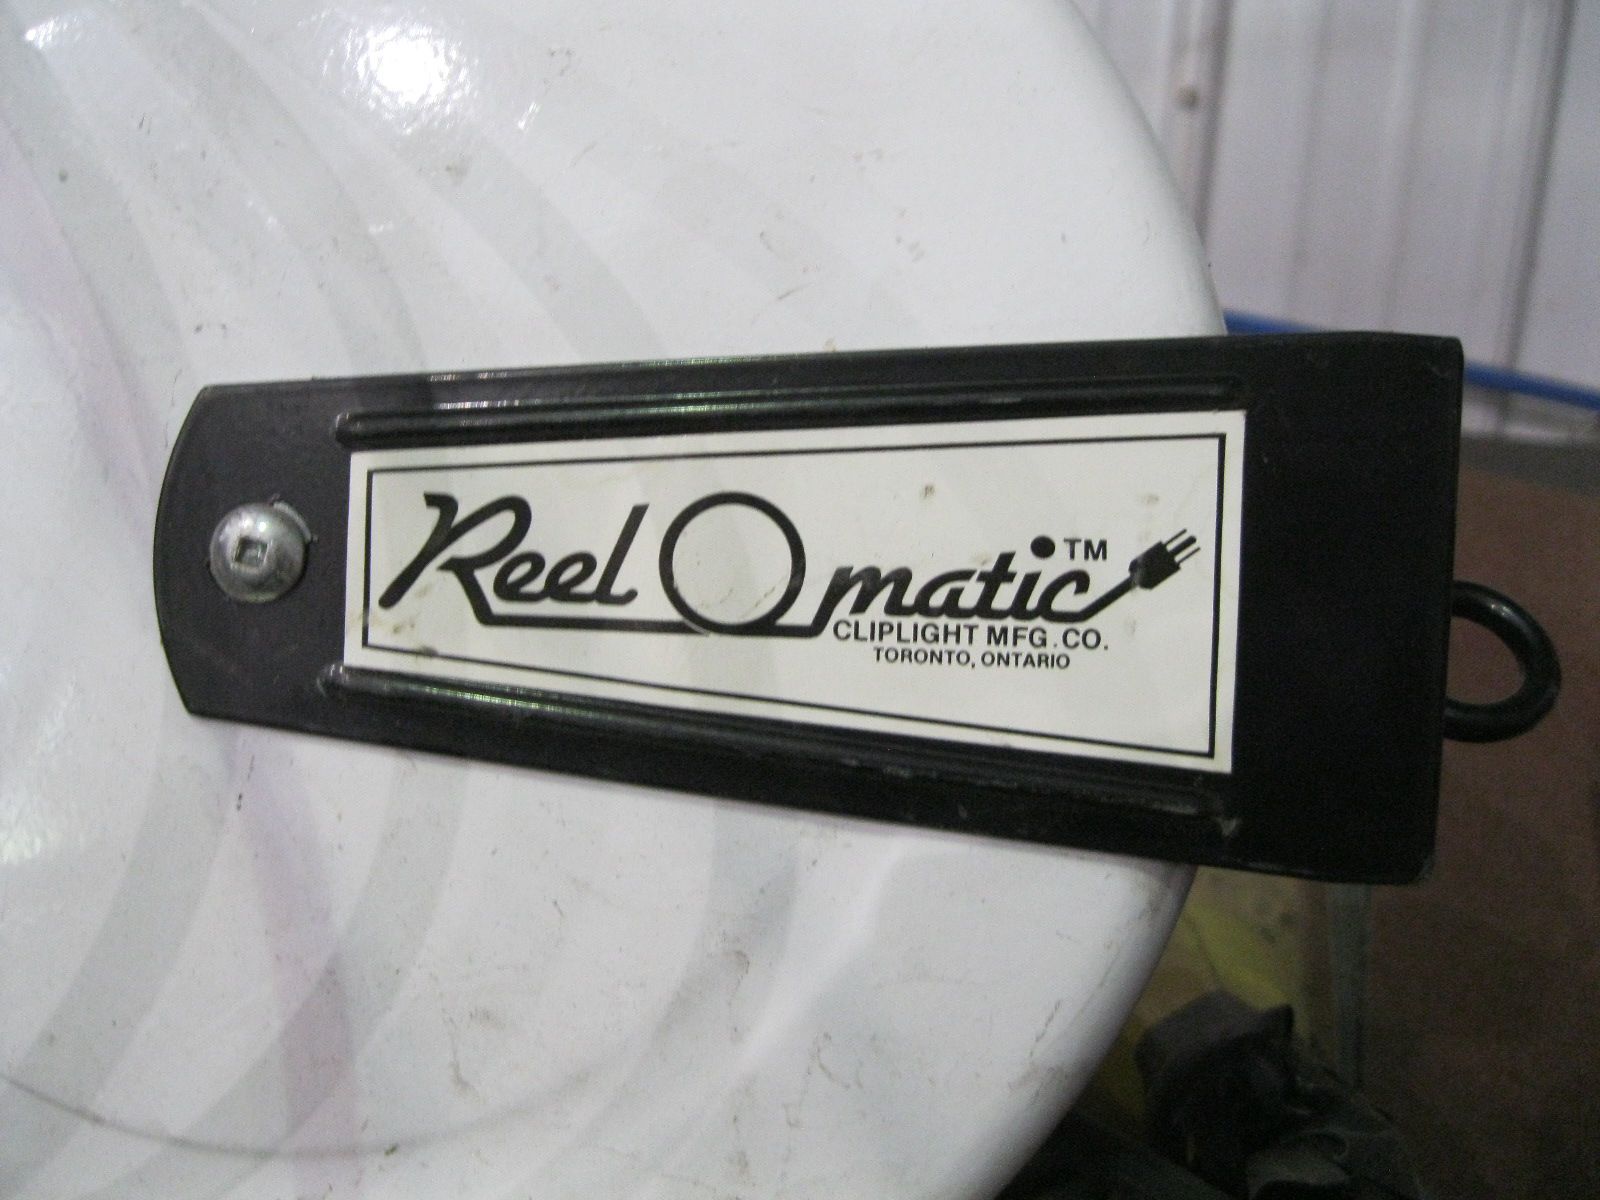 Reel O matic™
CLIPLIGHT MFG. CO.
TORONTO, ONTARIO